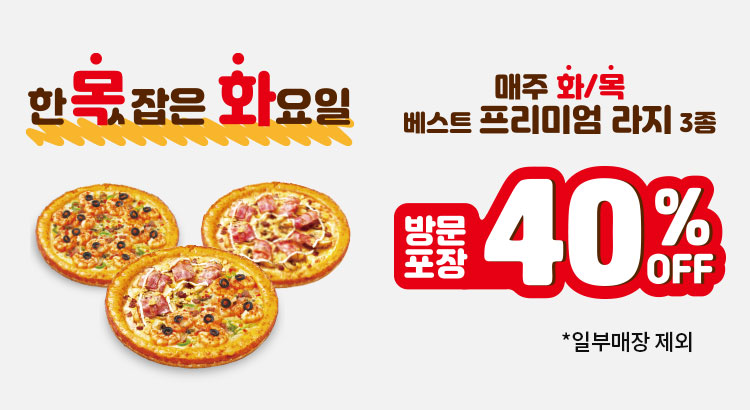 한 목 잡은 화요일
매주 화/목
베스트 프리미엄 라지 3종
방문
포장
40%
OFF
*일부매장 제외